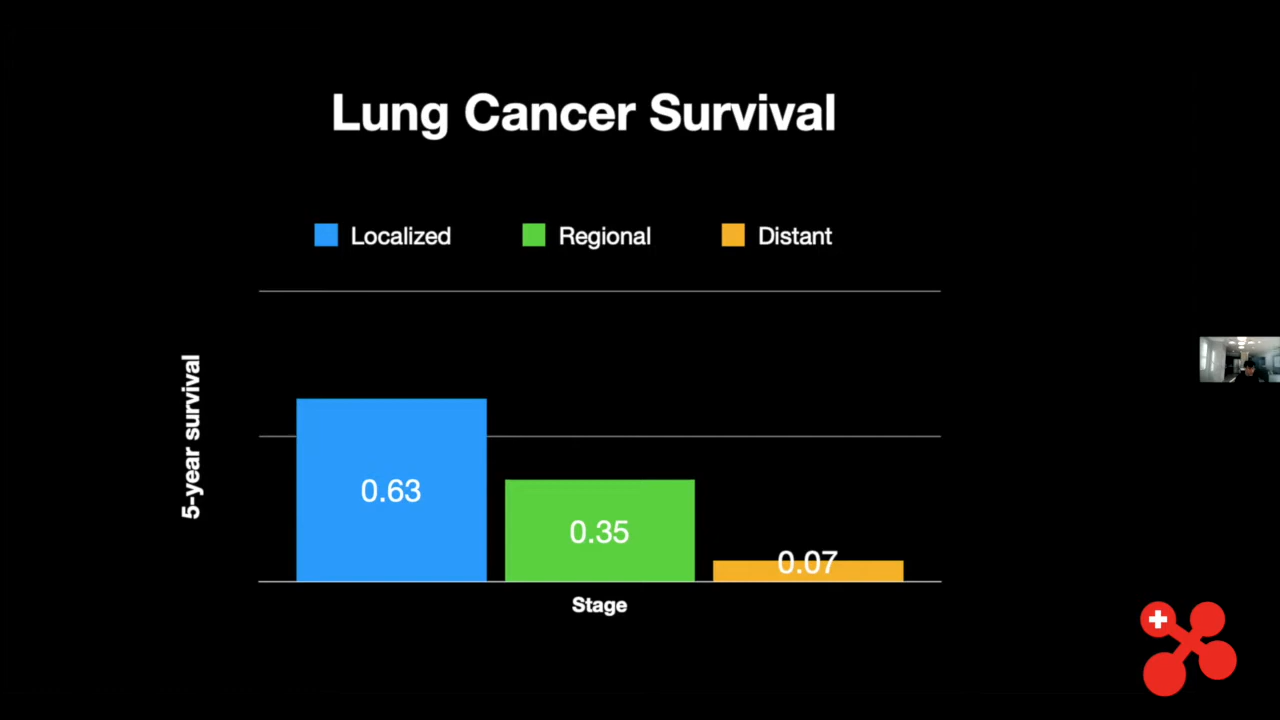 Lung Cancer Survival
Localized
Regional
Distant
5-year survival
0.63
0.35
0.07
Stage